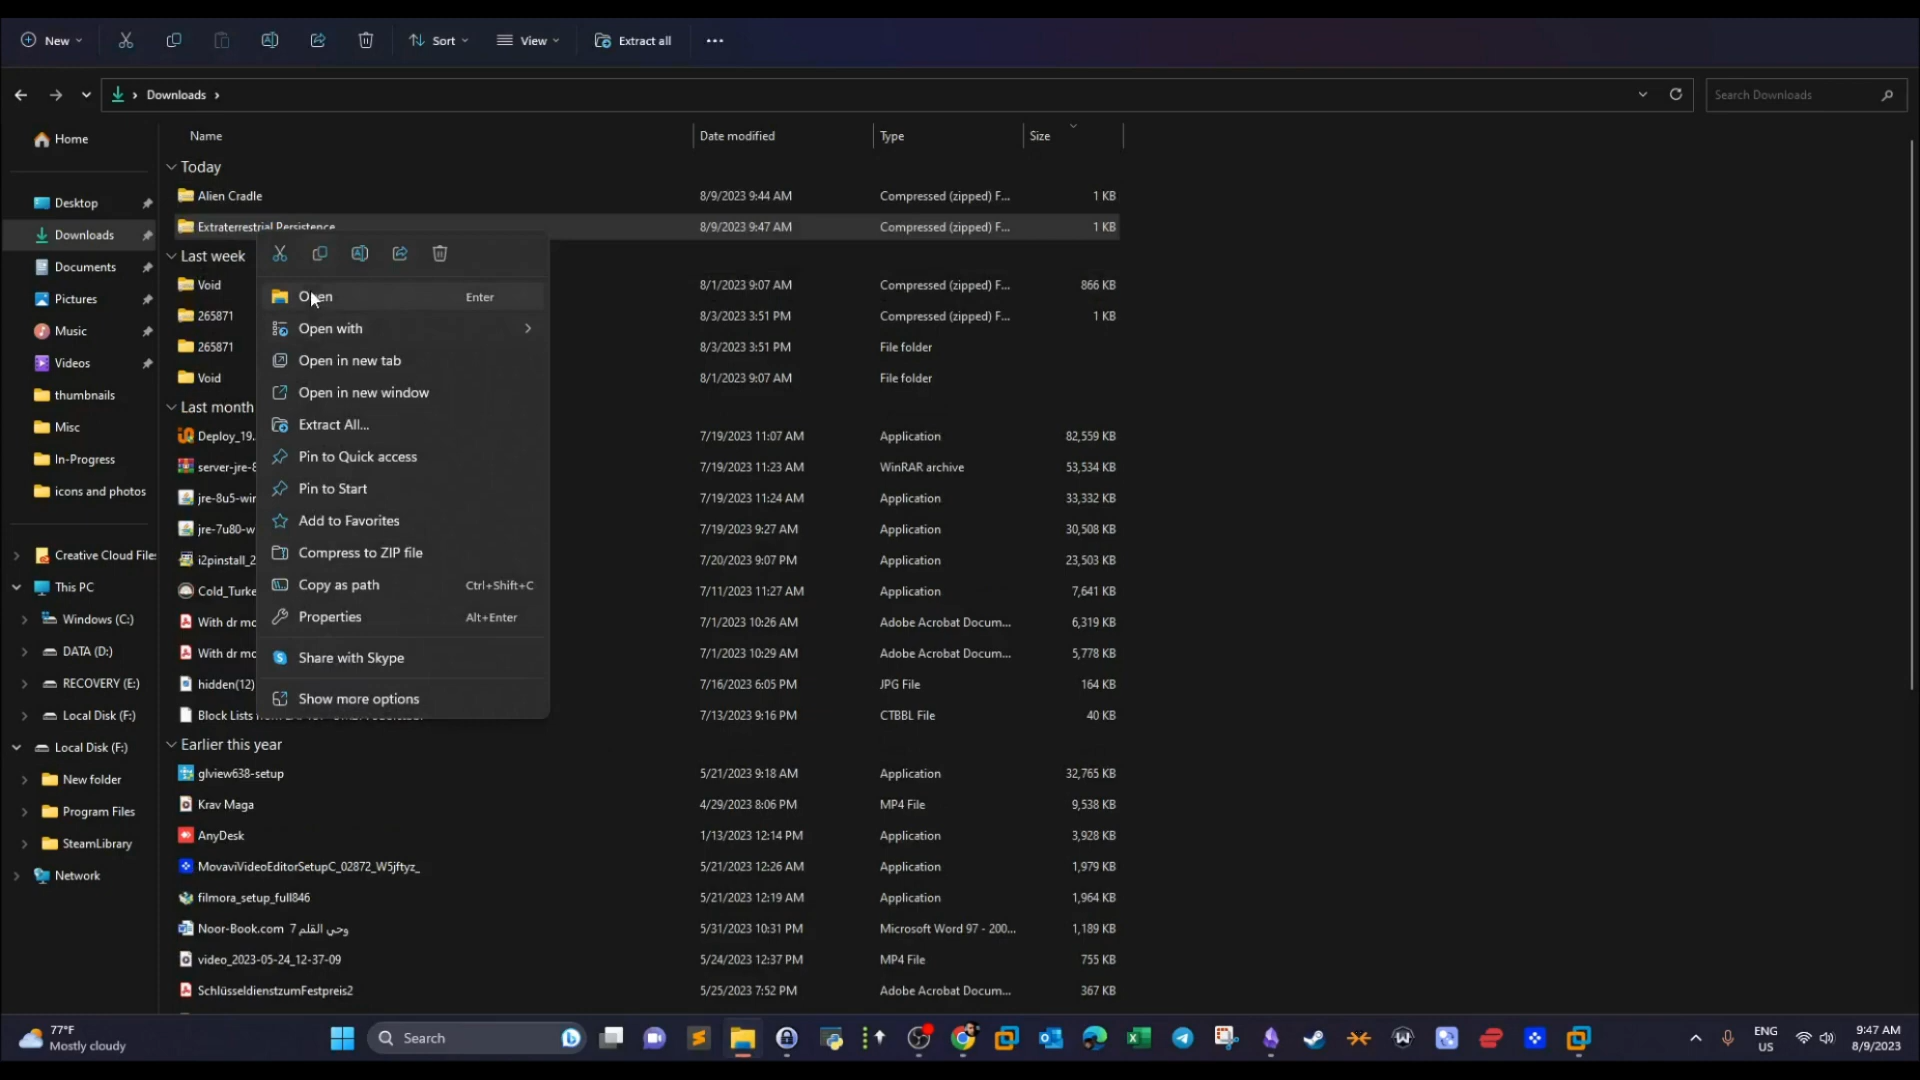 New
Sort
View
Extract all
Downloads
Search Downloads
Home
Desktop
Downloads
Documents
Pictures
Music
Videos
thumbnails
Misc
In-Progress
icons and photos
Creative Cloud File
This PC
Windows (C:)
DATA (D:)
RECOVERY (E:)
Local Disk (F:)
Local Disk (F:)
New folder
Program Files
SteamLibrary
Network
Name Date modified Type Size
Today
Alien Cradle 8/9/2023 9:44 AM Compressed (zipped) F... 1 KB
Extraterrestrial Persistence 8/9/2023 9:47 AM Compressed (zipped) F... 1 KB
Last week
Void 8/1/2023 9:07 AM Compressed (zipped) F... 866 KB
265871 8/3/2023 3:51 PM Compressed (zipped) F... 1 KB
265871 8/3/2023 3:51 PM File folder
Void 8/1/2023 9:07 AM File folder
Last month
Deploy_19. 7/19/2023 11:07 AM Application 82,559 KB
server-jre-8 7/19/2023 11:23 AM WinRAR archive 53,534 KB
jre-8u5-wir 7/19/2023 11:24 AM Application 33,332 KB
jre-7u80-w 7/19/2023 9:27 AM Application 30,508 KB
i2pinstall_2 7/20/2023 9:07 PM Application 23,503 KB
Cold_Turke 7/11/2023 11:27 AM Application 7,641 KB
With dr mo 7/1/2023 10:26 AM Adobe Acrobat Docum... 6,319 KB
With dr mo 7/1/2023 10:29 AM Adobe Acrobat Docum... 5,778 KB
hidden(12) 7/16/2023 6:05 PM JPG File 164 KB
Block Lists 7/13/2023 9:16 PM CTBBL File 40 KB
Earlier this year
glview638-setup 5/21/2023 9:18 AM Application 32,765 KB
Krav Maga 4/29/2023 8:06 PM MP4 File 9,538 KB
AnyDesk 1/13/2023 12:14 PM Application 3,928 KB
MovaviVideoEditorSetupC_02872_W5jftyz_ 5/21/2023 12:26 AM Application 1,979 KB
filmora_setup_full846 5/21/2023 12:19 AM Application 1,964 KB
Noor-Book.com وحي القلم 7 5/31/2023 10:31 PM Microsoft Word 97 - 200... 1,189 KB
video_2023-05-24_12-37-09 5/24/2023 12:37 PM MP4 File 755 KB
SchlüsseldienstzumFestpreis2 5/25/2023 7:52 PM Adobe Acrobat Docum... 367 KB
Open Enter
Open with
Open in new tab
Open in new window
Extract All...
Pin to Quick access
Pin to Start
Add to Favorites
Compress to ZIP file
Copy as path Ctrl+Shift+C
Properties Alt+Enter
Share with Skype
Show more options
77°F
Mostly cloudy
Search
ENG
US
9:47 AM
8/9/2023